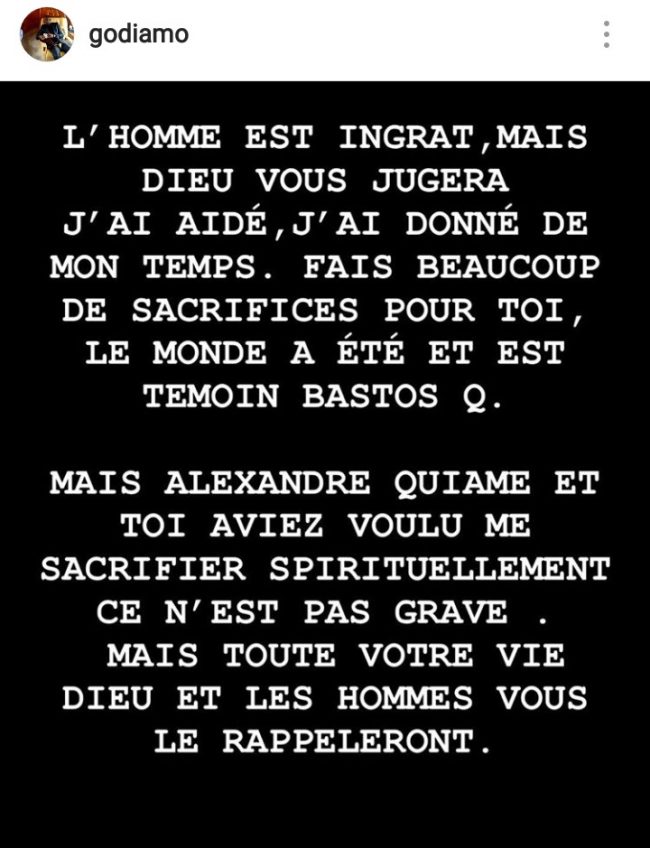 godiamo
L'HOMME EST INGRAT,MAIS
DIEU VOUS JUGERA
J'AI AIDÉ,J'AI DONNÉ DE
MON TEMPS. FAIS BEAUCOUP
DE SACRIFICES POUR TOI,
LE MONDE A ÉTÉ ET EST
TEMOIN BASTOS Q.
MAIS ALEXANDRE QUIAME ET
TOI AVIEZ VOULU ME
SACRIFIER SPIRITUELLEMENT
CE N'EST PAS GRAVE .
MAIS TOUTE VOTRE VIE
DIEU ET LES HOMMES VOUS
LE RAPPELERONT.